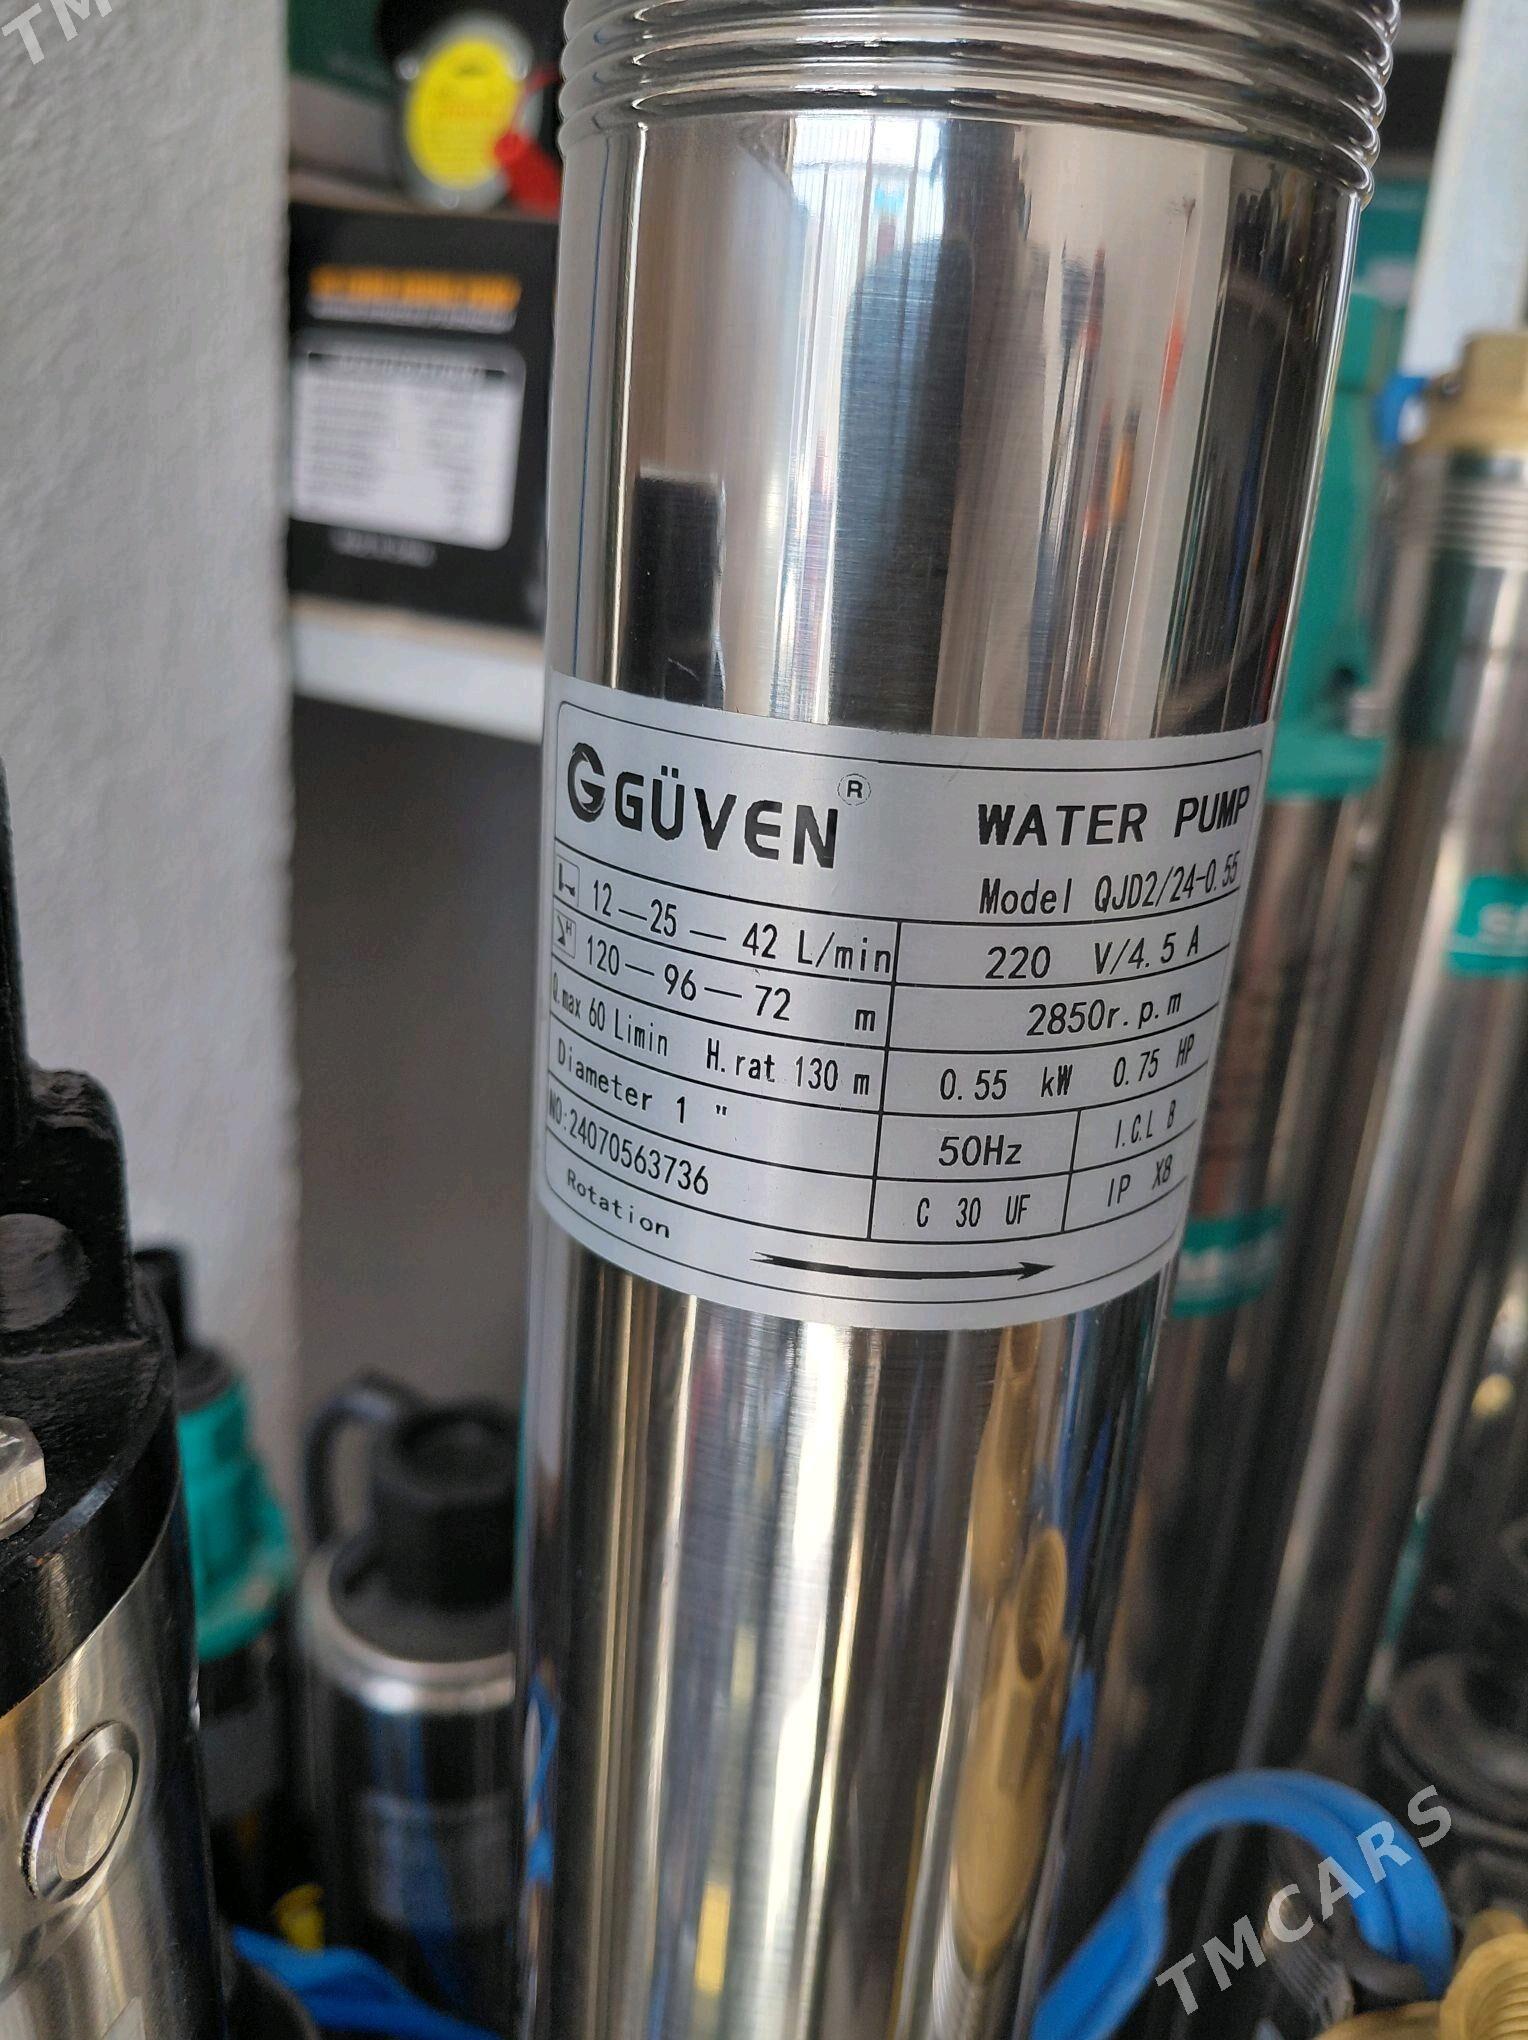 TM
GÜVEN ®
WATER PUMP
Model QJD2/24-0.55
12—25—42 L/min
220 V/4.5 A
120—96—72 m
2850r.p.m
Q.max 60 Limin H.rat 130 m
0.55 kW 0.75 HP
Diameter 1 "
50Hz
I.C.L B
NO:24070563736
C 30 UF
IP X8
Rotation
TMCARS